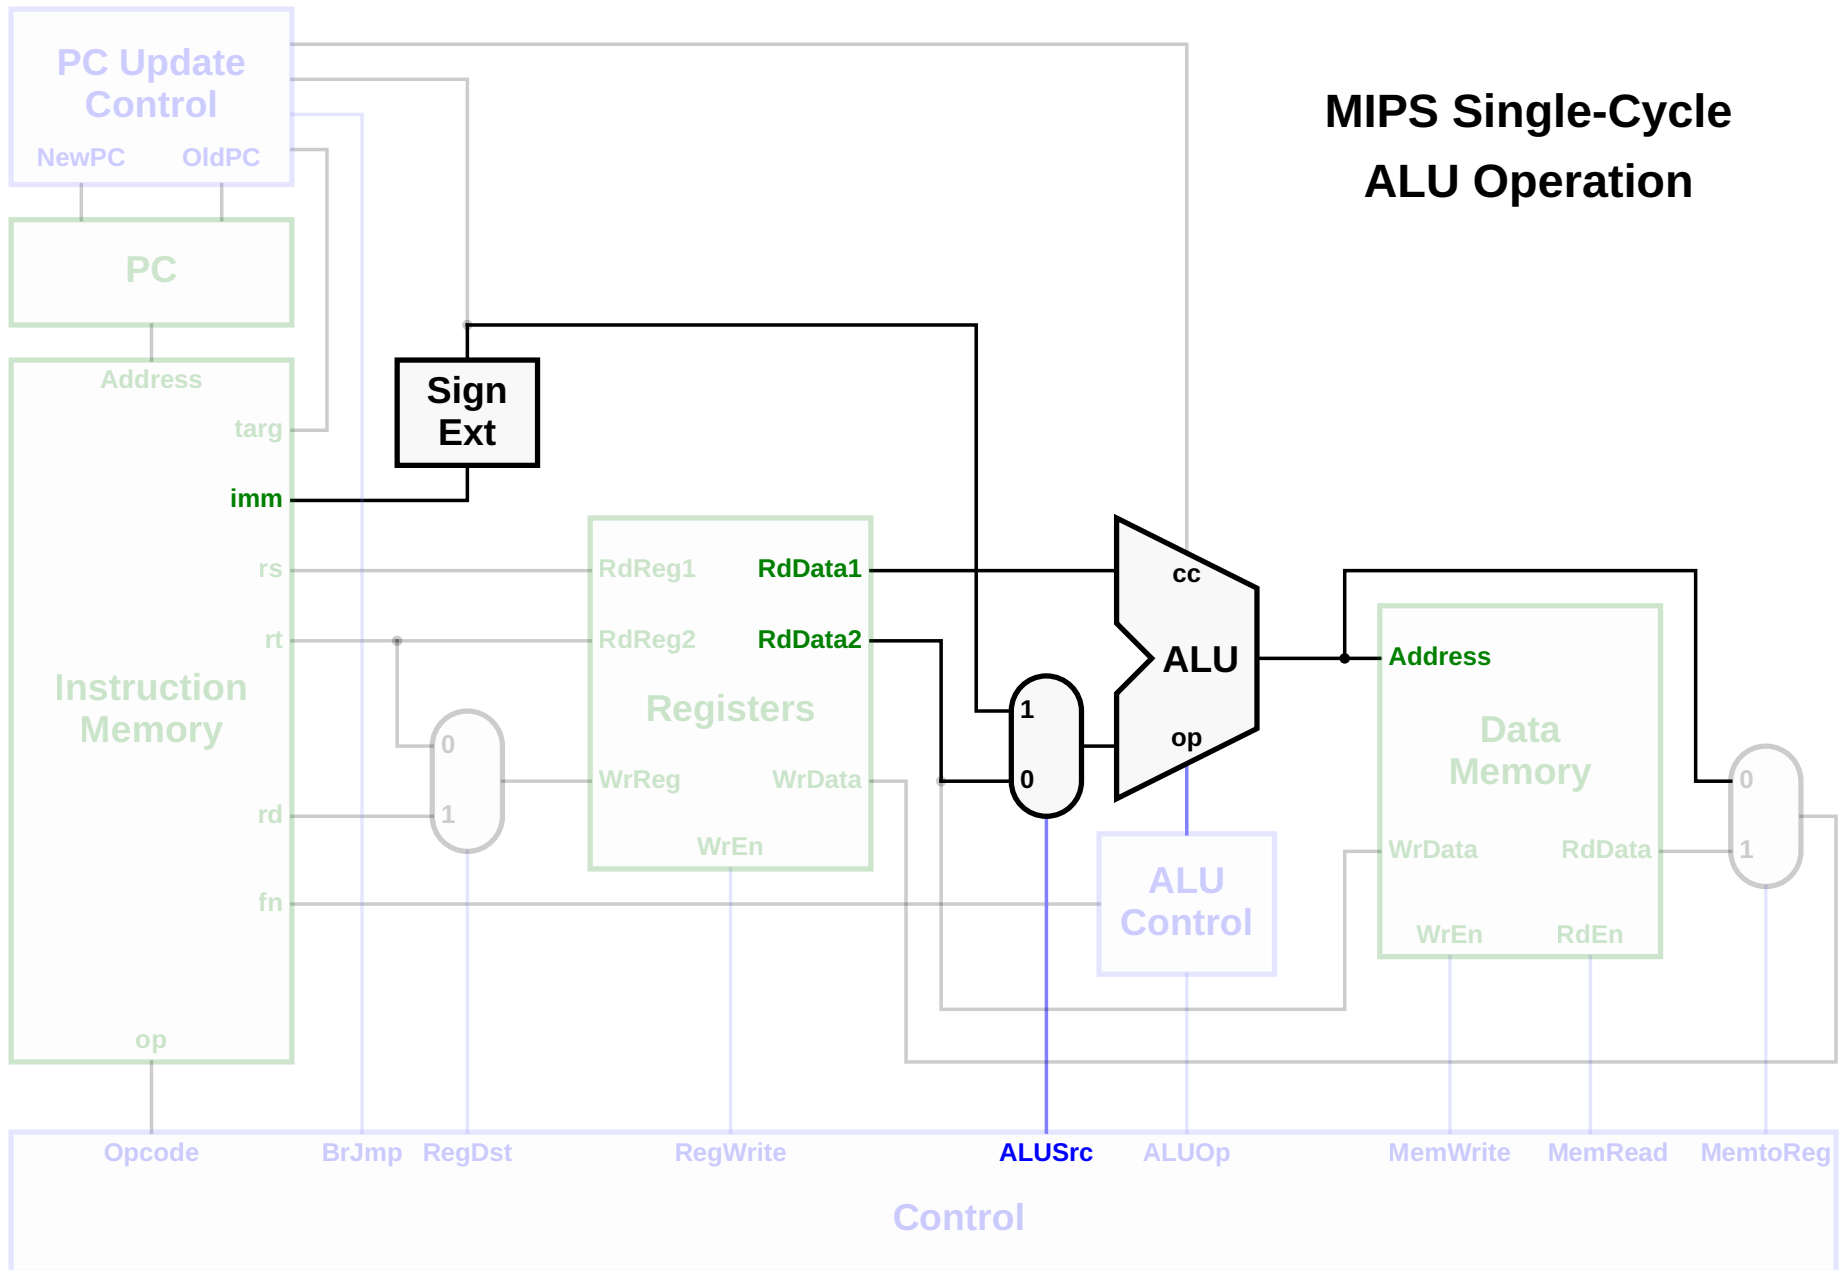 PC Update
Control
NewPC OldPC
MIPS Single-Cycle
ALU Operation
PC
Address
targ
imm
rs
rt
rd
fn
Instruction
Memory
op
Sign
Ext
0
1
RdReg1 RdData1
RdReg2 RdData2
Registers
WrReg WrData
WrEn
1
0
cc
ALU
op
ALU
Control
Address
Data
Memory
WrData RdData
WrEn RdEn
0
1
Opcode BrJmp RegDst RegWrite ALUSrc ALUOp MemWrite MemRead MemtoReg
Control